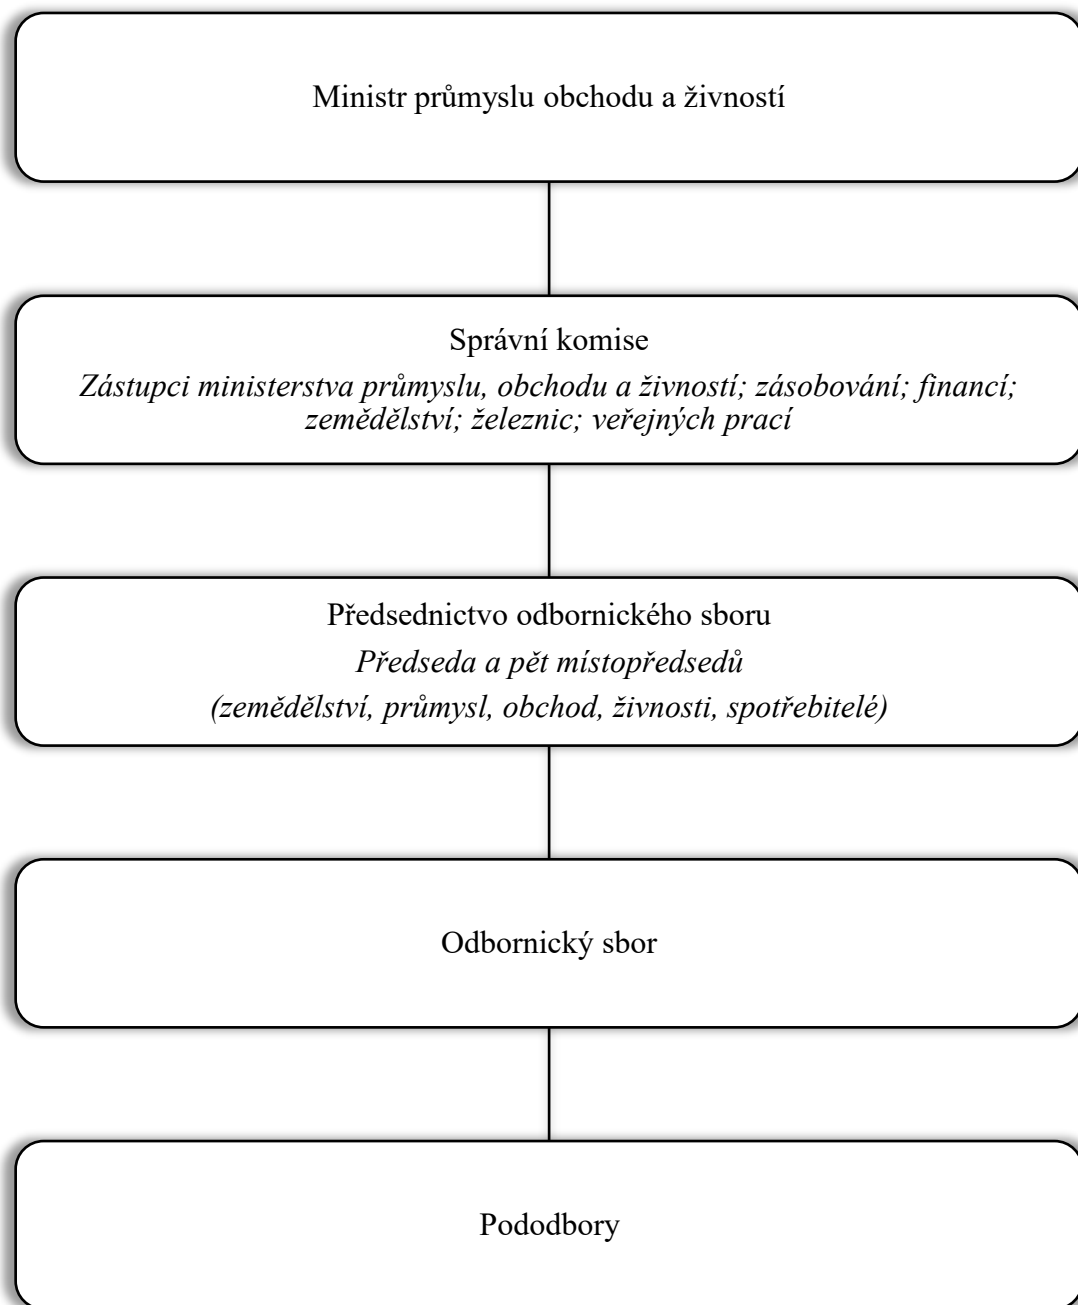 Ministr průmyslu obchodu a živností
Správní komise
Zástupci ministerstva průmyslu, obchodu a živností; zásobování; financí;
zemědělství; železnic; veřejných prací
Předsednictvo odbornického sboru
Předseda a pět místopředsedů
(zemědělství, průmysl, obchod, živnosti, spotřebitelé)
Odbornický sbor
Pododbory